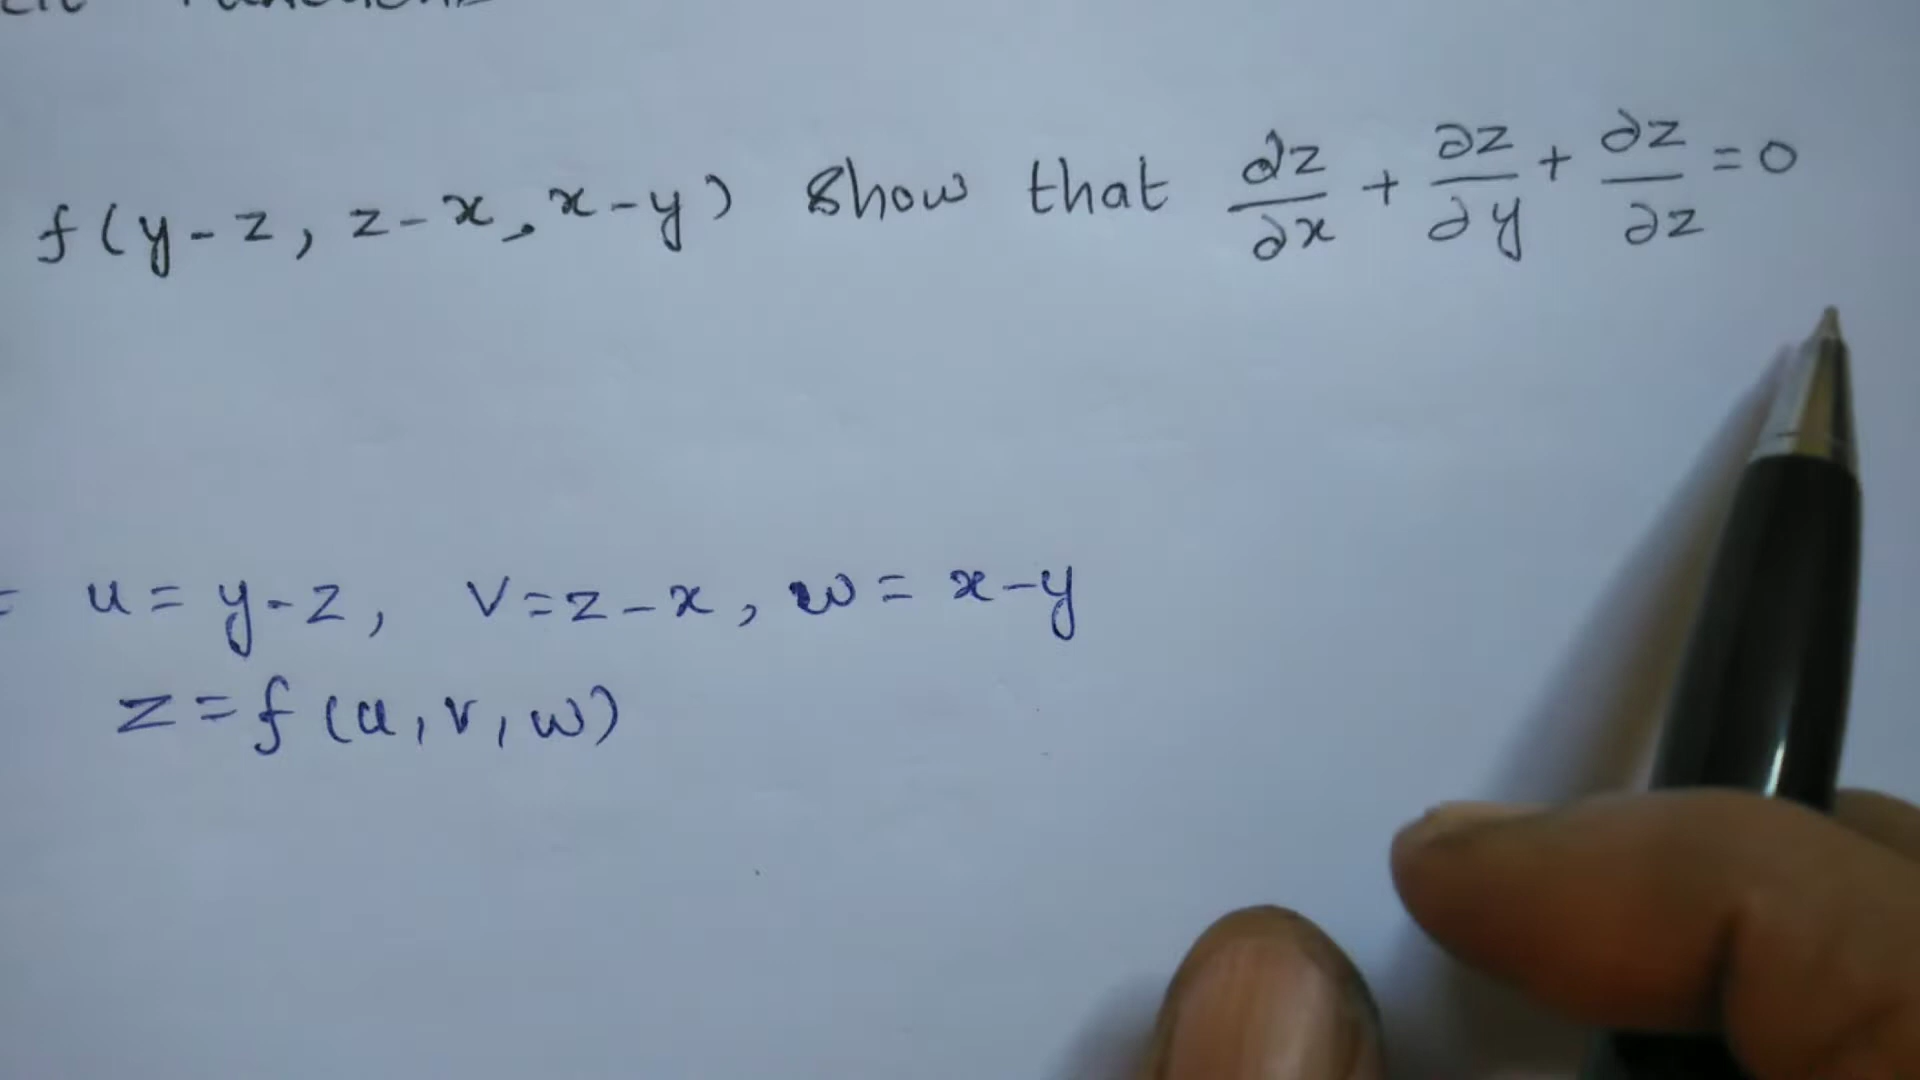 f(y-z, z-x, x-y) Show that ∂z/∂x + ∂z/∂y + ∂z/∂z = 0
= u = y-z, v = z-x, w = x-y
z = f(u, v, w)